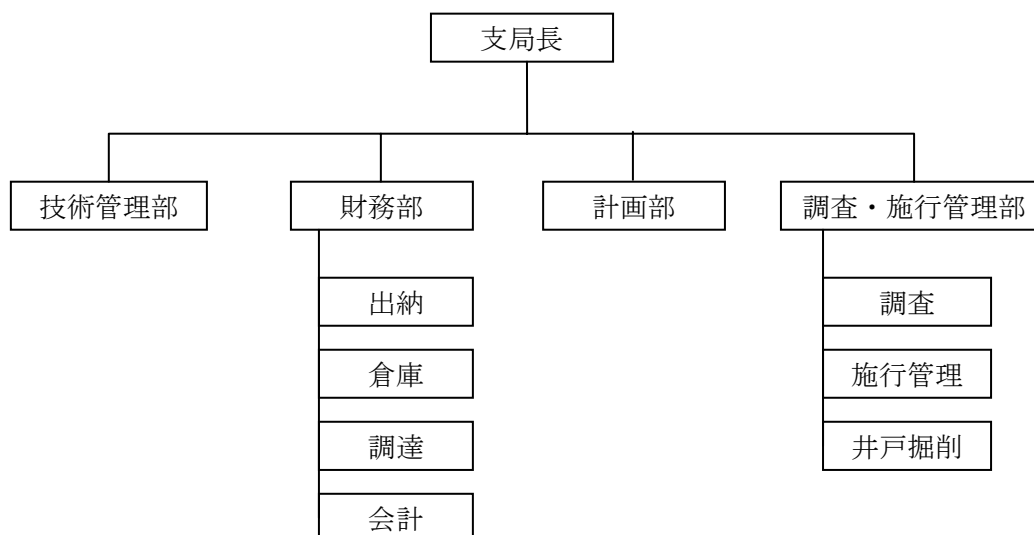 支局長
技術管理部
財務部
計画部
調査・施行管理部
出納
倉庫
調達
会計
調査
施行管理
井戸掘削